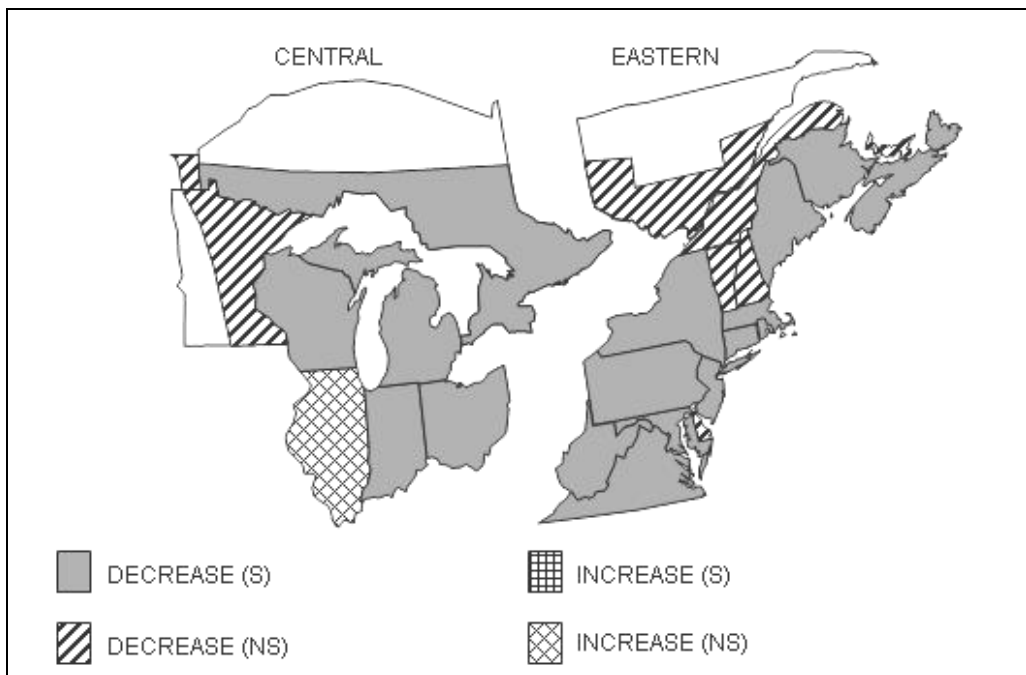 CENTRAL
EASTERN
DECREASE (S)
INCREASE (S)
DECREASE (NS)
INCREASE (NS)